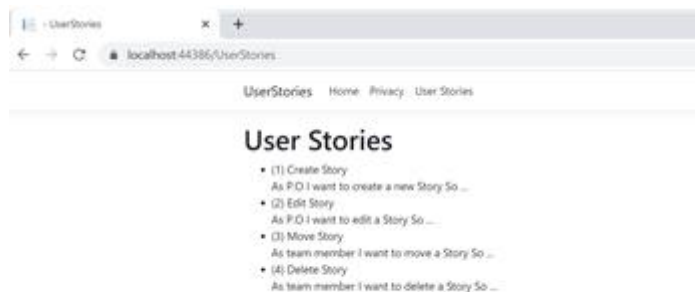 - UserStories
localhost:44386/UserStories
UserStories Home Privacy User Stories
User Stories
(1) Create Story
As P.O I want to create a new Story So ...
(2) Edit Story
As P.O I want to edit a Story So ...
(3) Move Story
As team member I want to move a Story So ...
(4) Delete Story
As team member I want to delete a Story So ...